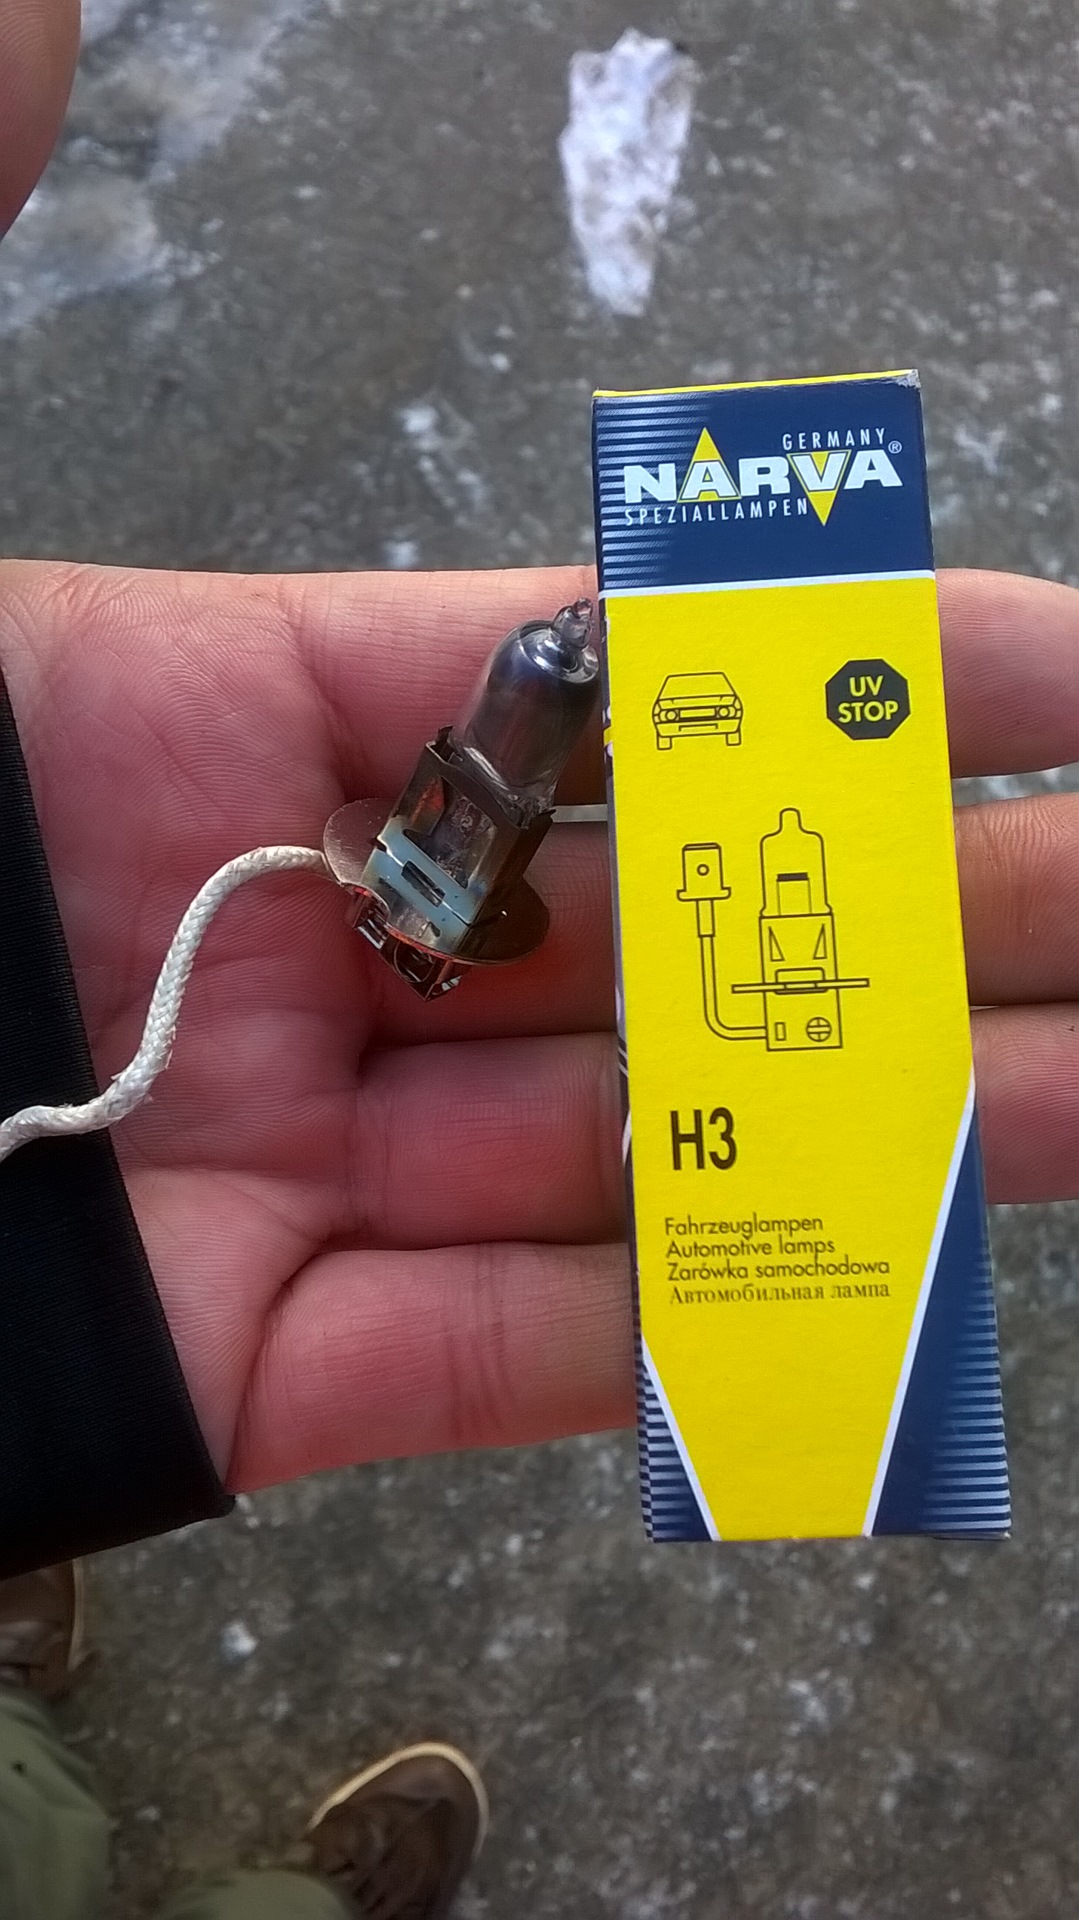 GERMANY
NARVA®
SPEZIALLAMPEN
UV
STOP
H3
Fahrzeuglampen
Automotive lamps
Żarówka samochodowa
Автомобильная лампа